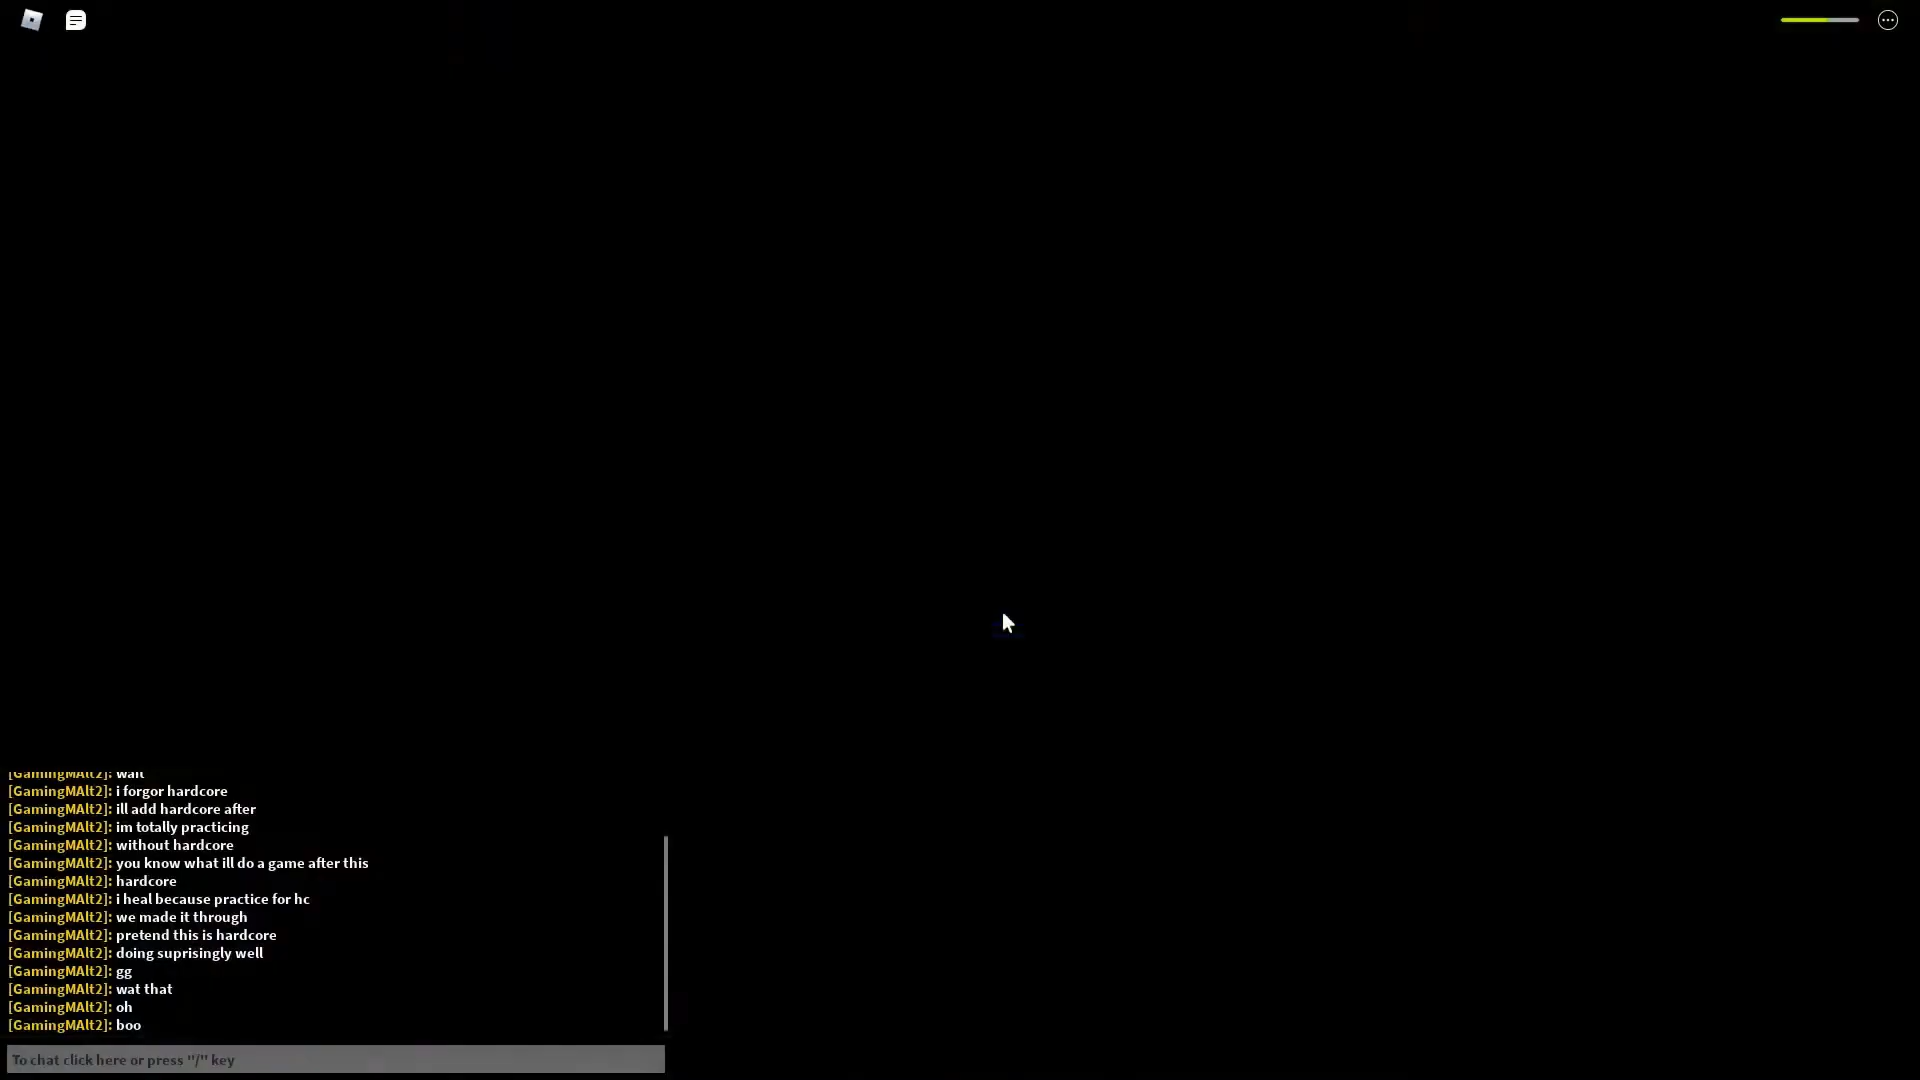 [GamingMAlt2]: wait
[GamingMAlt2]: i forgor hardcore
[GamingMAlt2]: ill add hardcore after
[GamingMAlt2]: im totally practicing
[GamingMAlt2]: without hardcore
[GamingMAlt2]: you know what ill do a game after this
[GamingMAlt2]: hardcore
[GamingMAlt2]: i heal because practice for hc
[GamingMAlt2]: we made it through
[GamingMAlt2]: pretend this is hardcore
[GamingMAlt2]: doing suprisingly well
[GamingMAlt2]: gg
[GamingMAlt2]: wat that
[GamingMAlt2]: oh
[GamingMAlt2]: boo
To chat click here or press "/" key